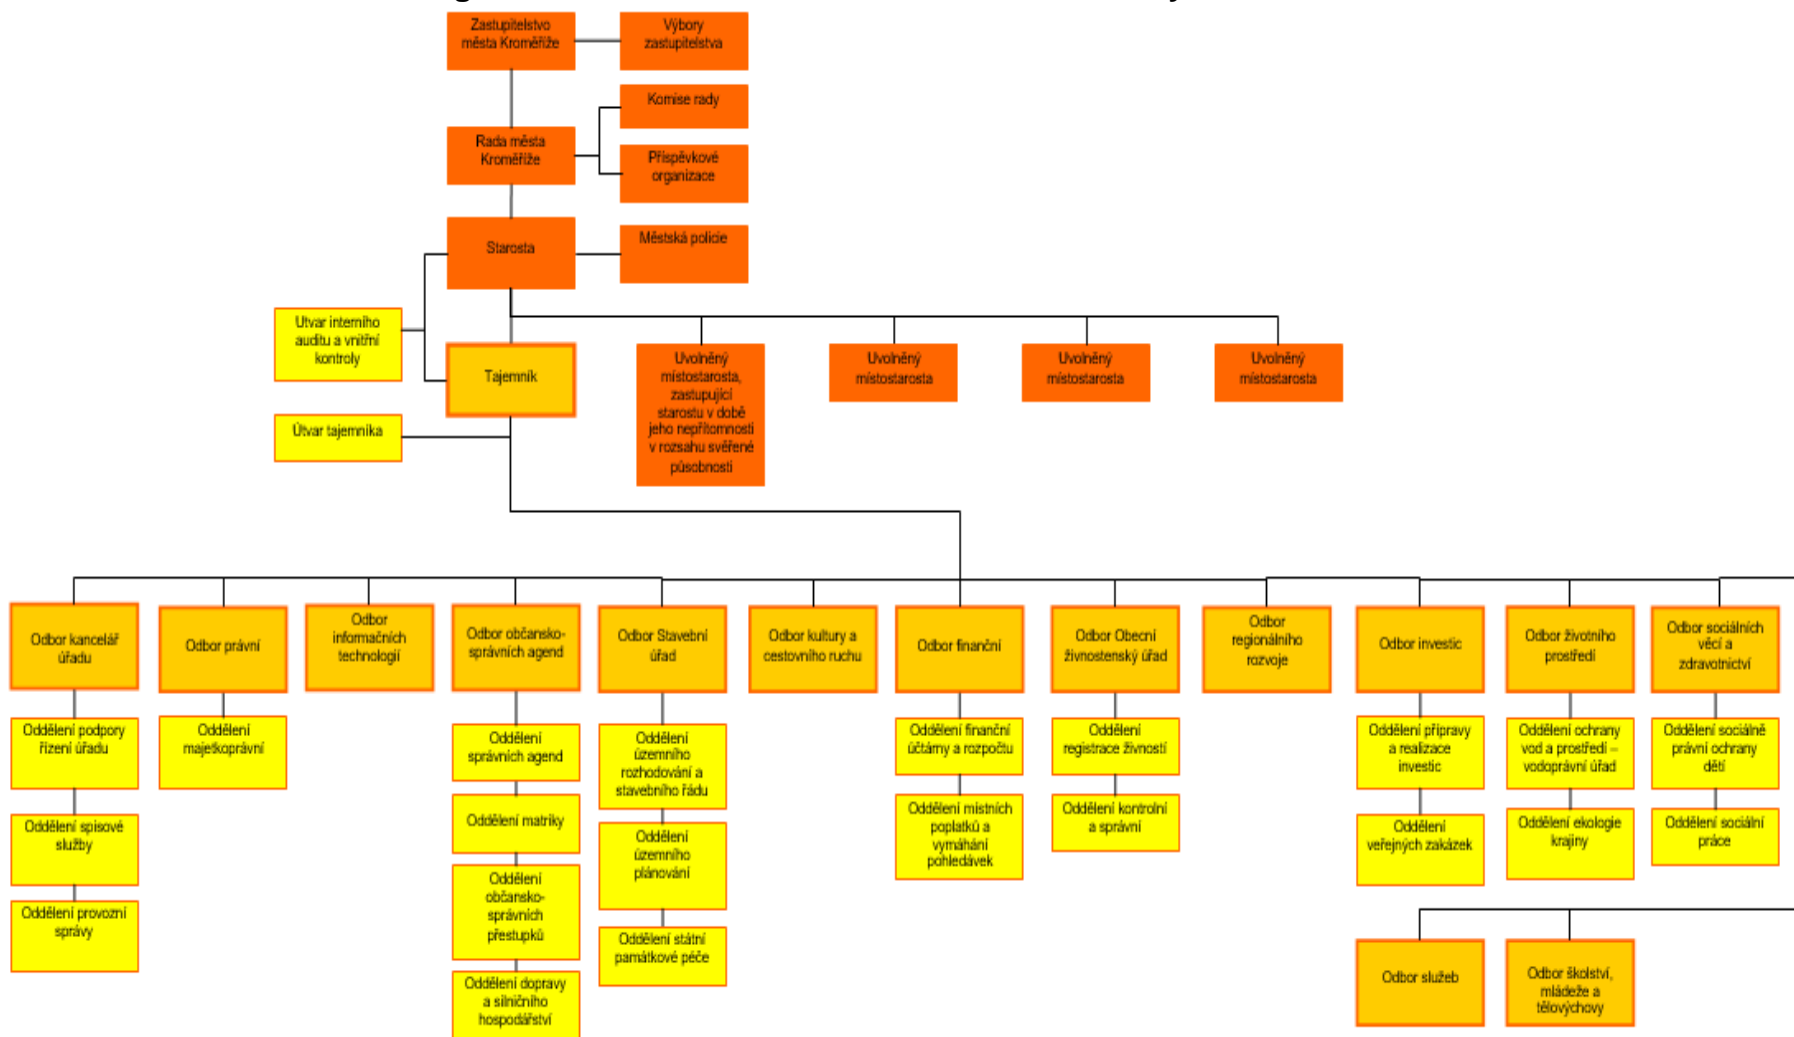 Zastupitelstvo
města Kroměříže
Výbory
zastupitelstva
Komise rady
Rada města
Kroměříže
Příspěvkové
organizace
Starosta
Městská policie
Utvar interního
auditu a vnitřní
kontroly
Tajemník
Uvolněný
místostarosta,
zastupující
starostu v době
jeho nepřítomnosti
v rozsahu svěřené
působnosti
Uvolněný
místostarosta
Uvolněný
místostarosta
Uvolněný
místostarosta
Útvar tajemníka
Odbor kancelář
úřadu
Odbor právní
Odbor
informačních
technologií
Odbor občansko-
správních agend
Odbor Stavební
úřad
Odbor kultury a
cestovního ruchu
Odbor finanční
Odbor Obecní
živnostenský úřad
Odbor
regionálního
rozvoje
Odbor investic
Odbor životního
prostředí
Odbor sociálních
věcí a
zdravotnictví
Oddělení podpory
řízení úřadu
Oddělení spisové
služby
Oddělení provozní
správy
Oddělení
majetkoprávní
Oddělení
správních agend
Oddělení matriky
Oddělení
občansko-
správních
přestupků
Oddělení dopravy
a silničního
hospodářství
Oddělení
územního
rozhodování a
stavebního řádu
Oddělení
územního
plánování
Oddělení státní
památkové péče
Oddělení finanční
účtárny a rozpočtu
Oddělení místních
poplatků a
vymáhání
pohledávek
Oddělení
registrace živností
Oddělení kontrolní
a správní
Oddělení přípravy
a realizace
investic
Oddělení
veřejných zakázek
Oddělení ochrany
vod a prostředí –
vodoprávní úřad
Oddělení ekologie
krajiny
Oddělení sociálně
právní ochrany
dětí
Oddělení sociální
práce
Odbor služeb
Odbor školství,
mládeže a
tělovýchovy